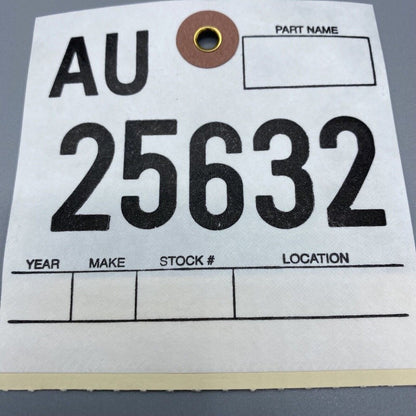 AU
PART NAME
25632
YEAR MAKE STOCK # LOCATION